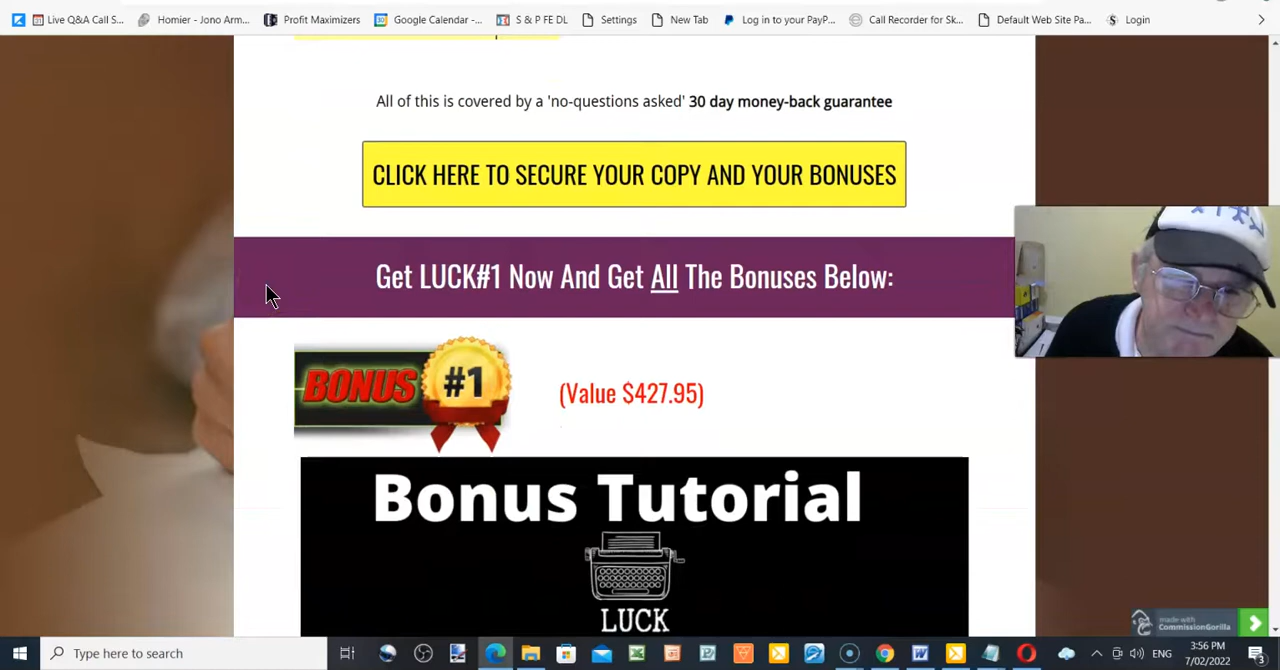 Live Q&A Call S...
Homier - Jono Arm...
Profit Maximizers
Google Calendar -...
S & P FE DL
Settings
New Tab
Log in to your PayP...
Call Recorder for Sk...
Default Web Site Pa...
Login
All of this is covered by a 'no-questions asked' 30 day money-back guarantee
CLICK HERE TO SECURE YOUR COPY AND YOUR BONUSES
Get LUCK#1 Now And Get All The Bonuses Below:
BONUS #1
(Value $427.95)
Bonus Tutorial
LUCK
made with
CommissionGorilla
Type here to search
ENG
3:56 PM
7/02/2022